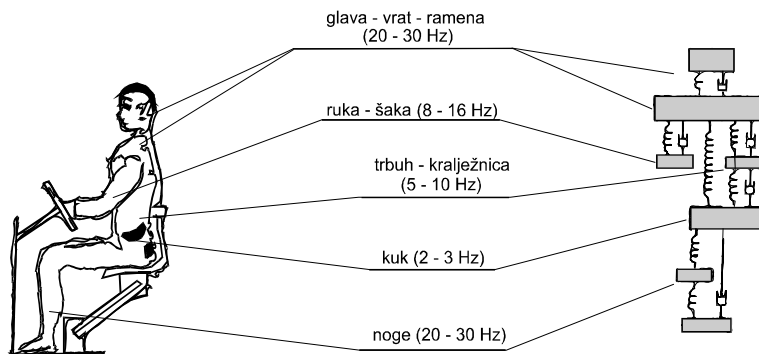 glava - vrat - ramena
(20 - 30 Hz)
ruka - šaka (8 - 16 Hz)
trbuh - kralježnica
(5 - 10 Hz)
kuk (2 - 3 Hz)
noge (20 - 30 Hz)